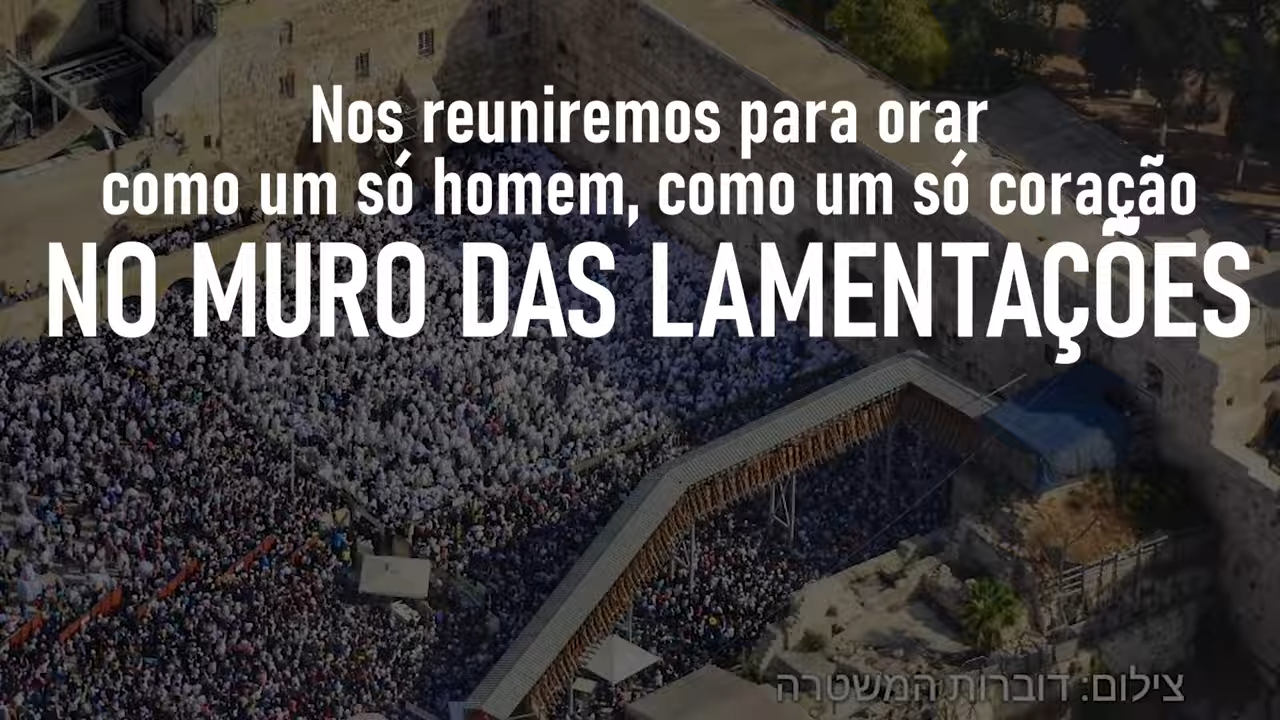 Nos reuniremos para orar
como um só homem, como um só coração
NO MURO DAS LAMENTAÇÕES
צילום: דוברות המשטרה